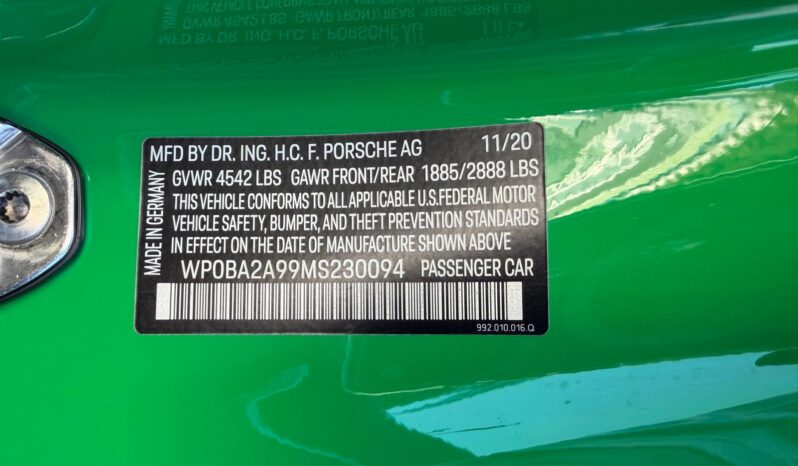 MFD BY DR. ING. H.C. F. PORSCHE AG 11/20
GVWR 4542 LBS GAWR FRONT/REAR 1885/2888 LBS
THIS VEHICLE CONFORMS TO ALL APPLICABLE U.S.FEDERAL MOTOR
VEHICLE SAFETY, BUMPER, AND THEFT PREVENTION STANDARDS
IN EFFECT ON THE DATE OF MANUFACTURE SHOWN ABOVE
WP0BA2A99MS230094 PASSENGER CAR
992.010.016.Q
MADE IN GERMANY